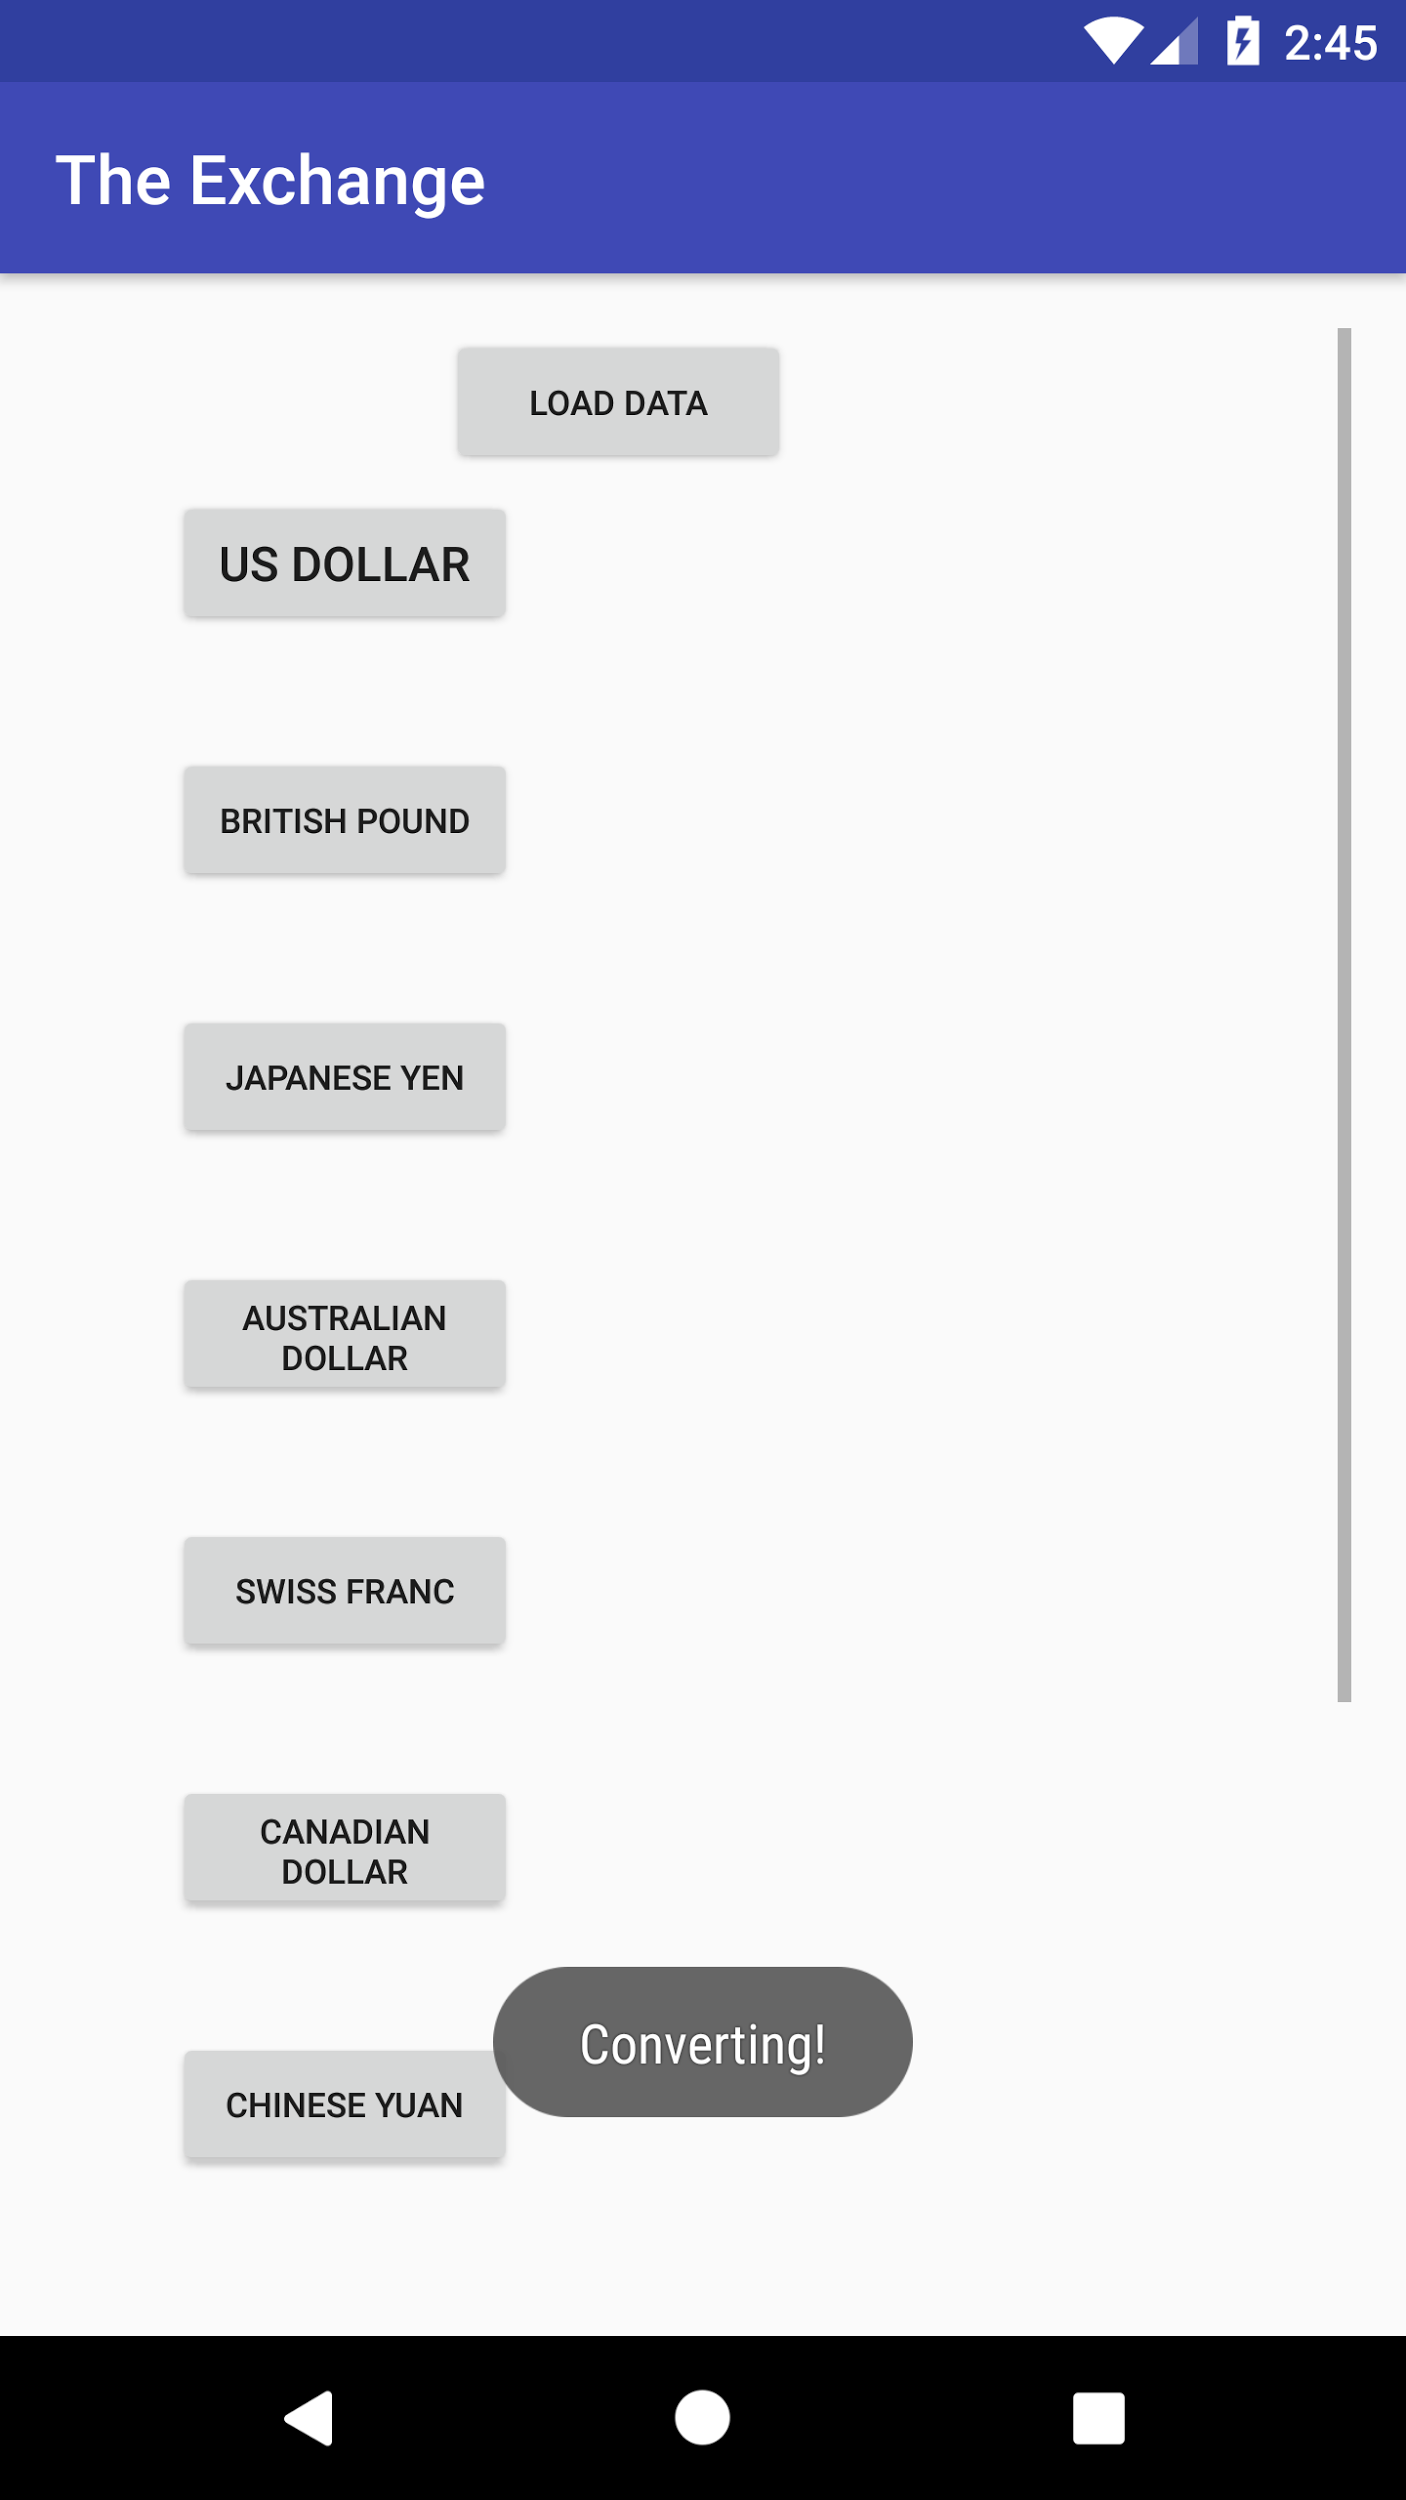 2:45
The Exchange
LOAD DATA
US DOLLAR
BRITISH POUND
JAPANESE YEN
AUSTRALIAN
DOLLAR
SWISS FRANC
CANADIAN
DOLLAR
Converting!
CHINESE YUAN